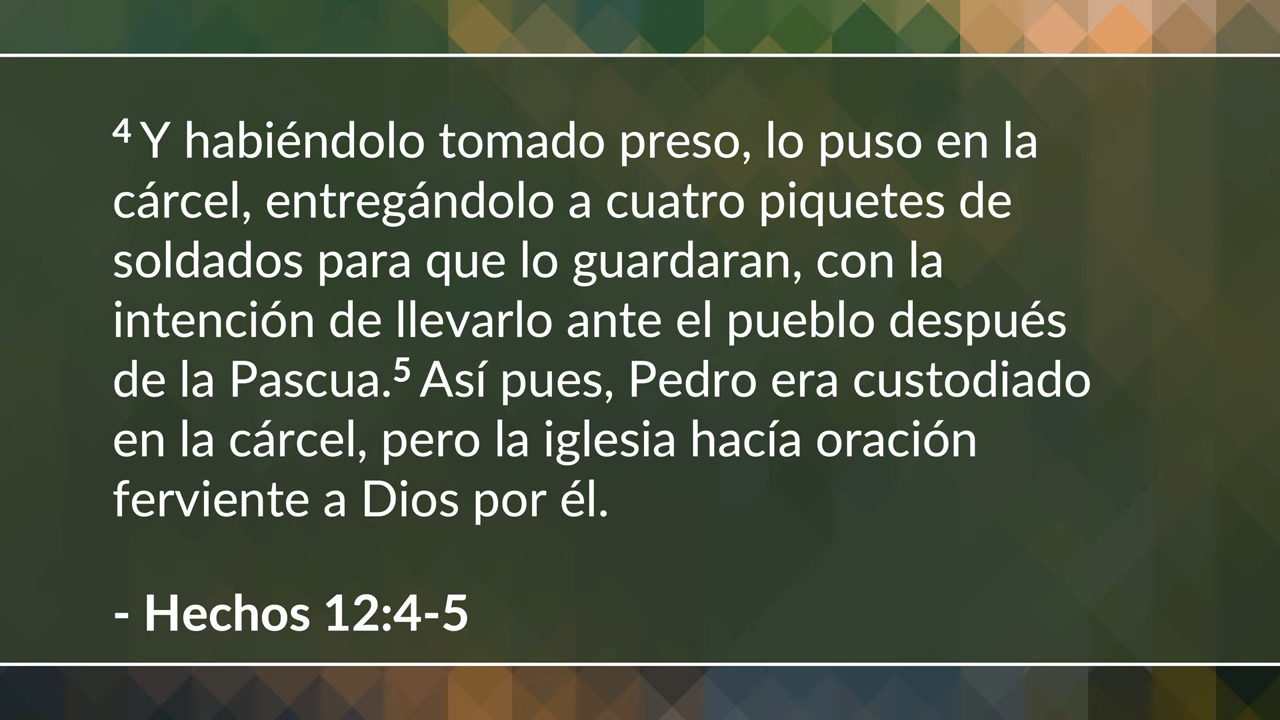 4 Y habiéndolo tomado preso, lo puso en la
cárcel, entregándolo a cuatro piquetes de
soldados para que lo guardaran, con la
intención de llevarlo ante el pueblo después
de la Pascua.5 Así pues, Pedro era custodiado
en la cárcel, pero la iglesia hacía oración
ferviente a Dios por él.
- Hechos 12:4-5